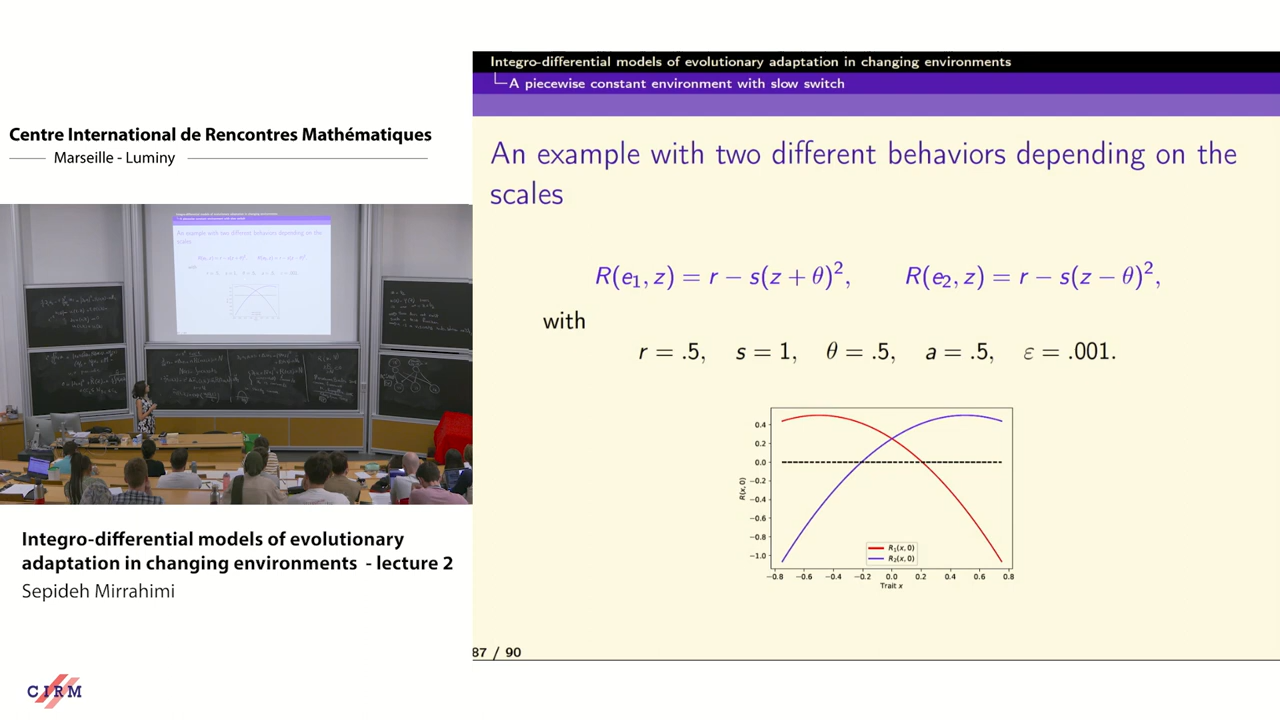 Centre International de Rencontres Mathématiques
Marseille - Luminy
Integro-differential models of evolutionary
adaptation in changing environments - lecture 2
Sepideh Mirrahimi
CIRM
Integro-differential models of evolutionary adaptation in changing environments
A piecewise constant environment with slow switch
An example with two different behaviors depending on the
scales
R(e₁, z) = r − s(z + θ)², R(e₂, z) = r − s(z − θ)²,
with
r = .5, s = 1, θ = .5, a = .5, ε = .001.
0.4
0.2
0.0
−0.2
−0.4
−0.6
−0.8
−1.0
R(x, 0)
R₁(x, 0)
R₂(x, 0)
−0.8 −0.6 −0.4 −0.2 0.0 0.2 0.4 0.6 0.8
Trait x
87 / 90